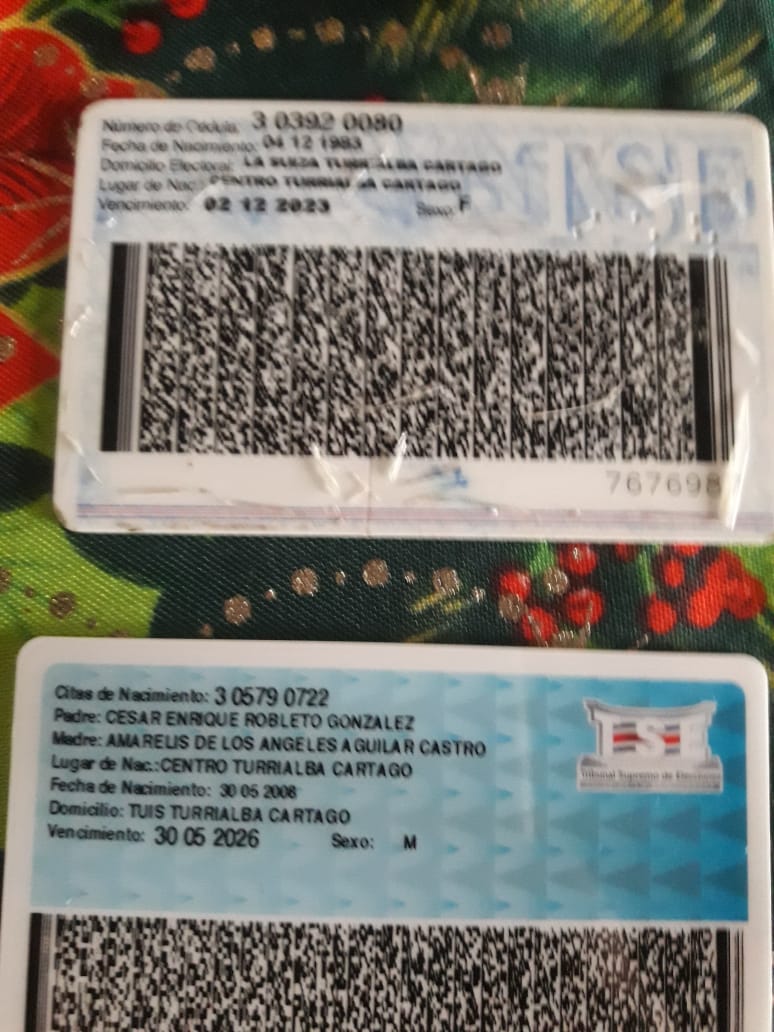 Número de Cédula: 3 0392 0080
Fecha de Nacimiento: 04 12 1983
Domicilio Electoral: LA SUIZA TURRIALBA CARTAGO
Lugar de Nac.: CENTRO TURRIALBA CARTAGO
Vencimiento: 02 12 2023 Sexo: F
TSE
767698
Citas de Nacimiento: 3 0579 0722
Padre: CESAR ENRIQUE ROBLETO GONZALEZ
Madre: AMARELIS DE LOS ANGELES AGUILAR CASTRO
Lugar de Nac.:CENTRO TURRIALBA CARTAGO
Fecha de Nacimiento: 30 05 2008
Domicilio: TUIS TURRIALBA CARTAGO
Vencimiento: 30 05 2026 Sexo: M
TSE
Tribunal Supremo de Elecciones